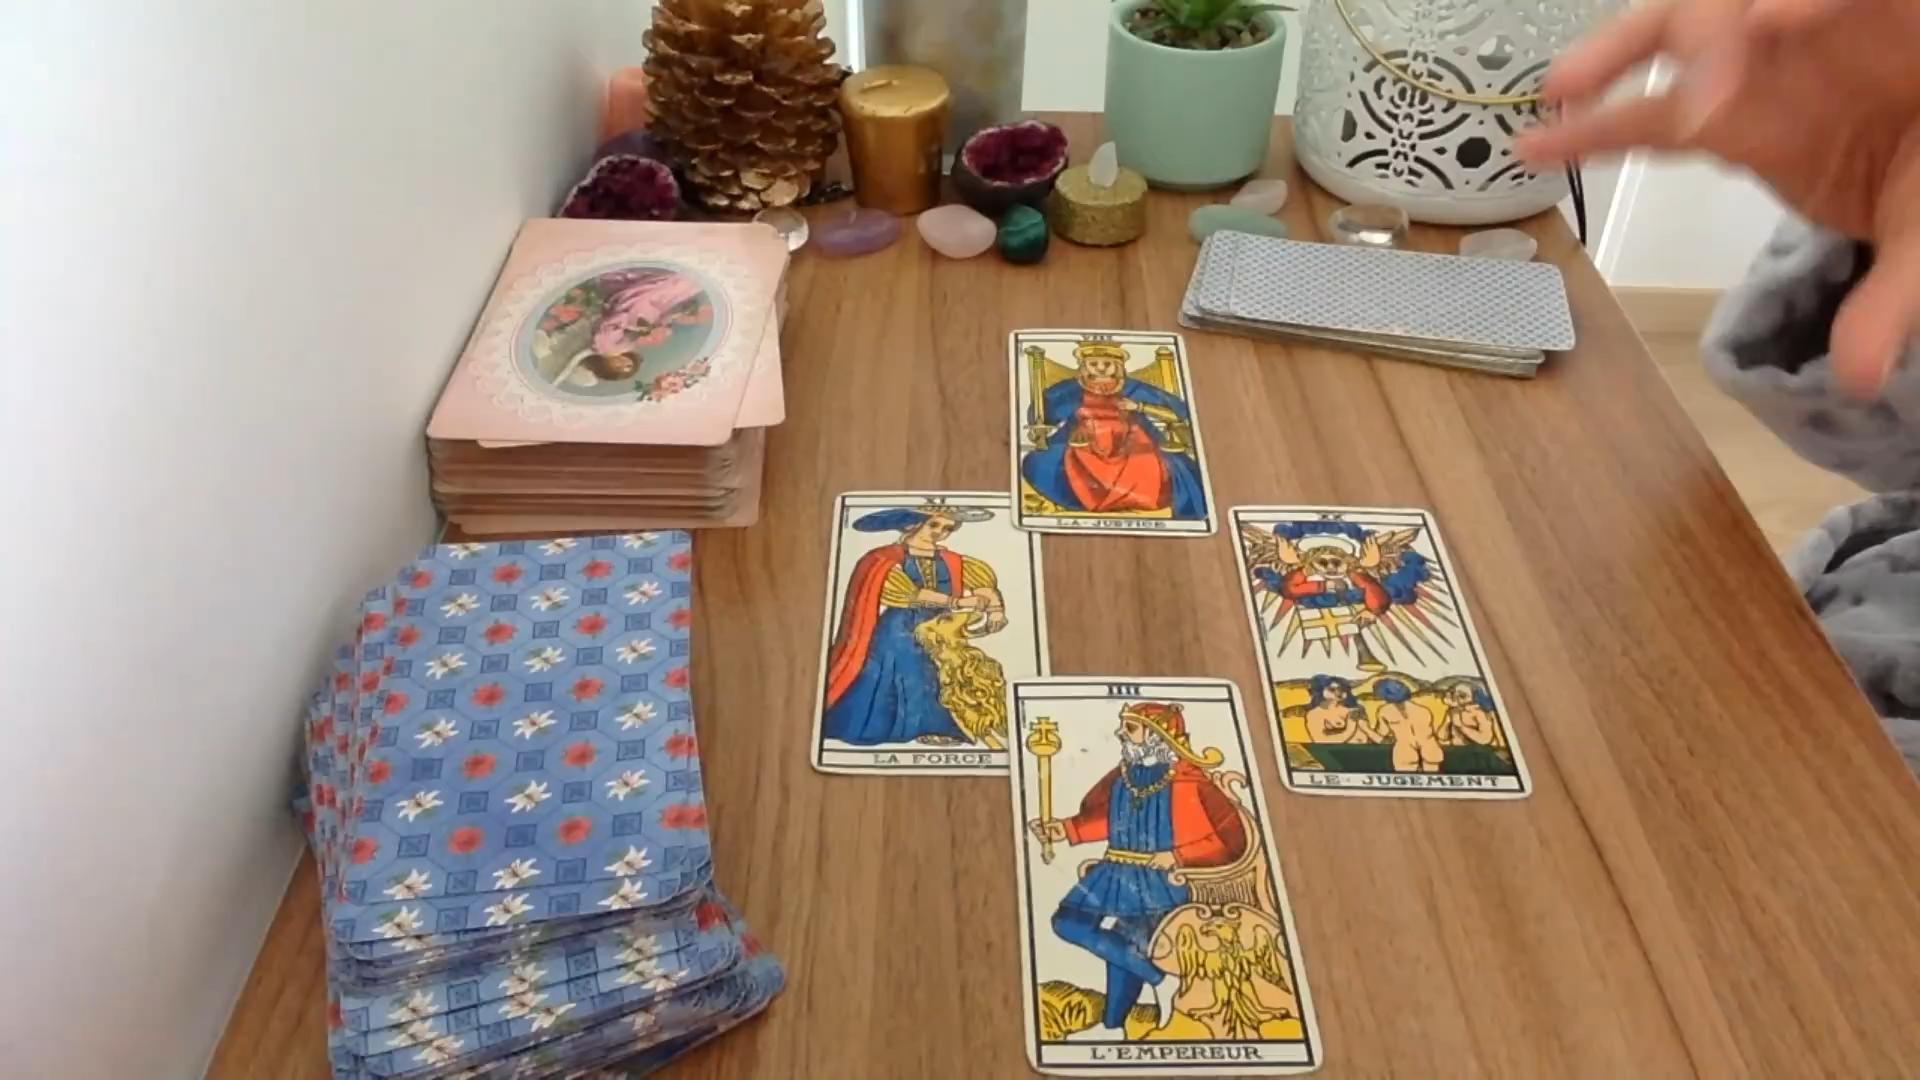 VIII
LA·JUSTICE
XI
LA FORCE
XX
LE·JUGEMENT
IIII
L'EMPEREUR